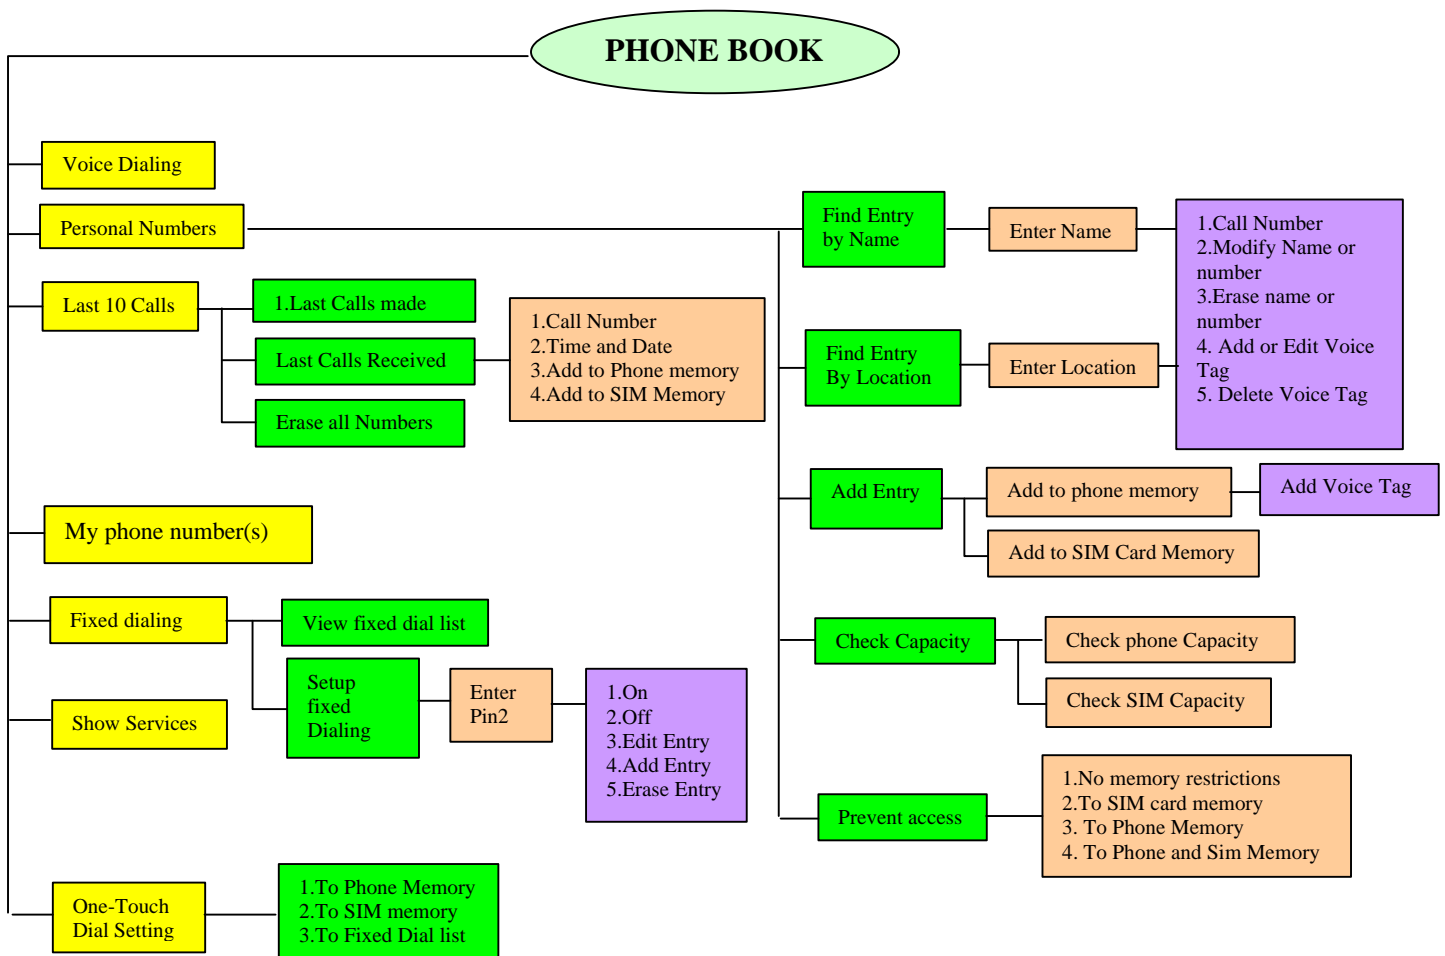 PHONE BOOK
Voice Dialing
Personal Numbers
Last 10 Calls
1.Last Calls made
Last Calls Received
Erase all Numbers
1.Call Number
2.Time and Date
3.Add to Phone memory
4.Add to SIM Memory
My phone number(s)
Fixed dialing
View fixed dial list
Setup
fixed
Dialing
Enter
Pin2
1.On
2.Off
3.Edit Entry
4.Add Entry
5.Erase Entry
Show Services
One-Touch
Dial Setting
1.To Phone Memory
2.To SIM memory
3.To Fixed Dial list
Find Entry
by Name
Enter Name
1.Call Number
2.Modify Name or
number
3.Erase name or
number
4. Add or Edit Voice
Tag
5. Delete Voice Tag
Find Entry
By Location
Enter Location
Add Entry
Add to phone memory
Add Voice Tag
Add to SIM Card Memory
Check Capacity
Check phone Capacity
Check SIM Capacity
Prevent access
1.No memory restrictions
2.To SIM card memory
3. To Phone Memory
4. To Phone and Sim Memory